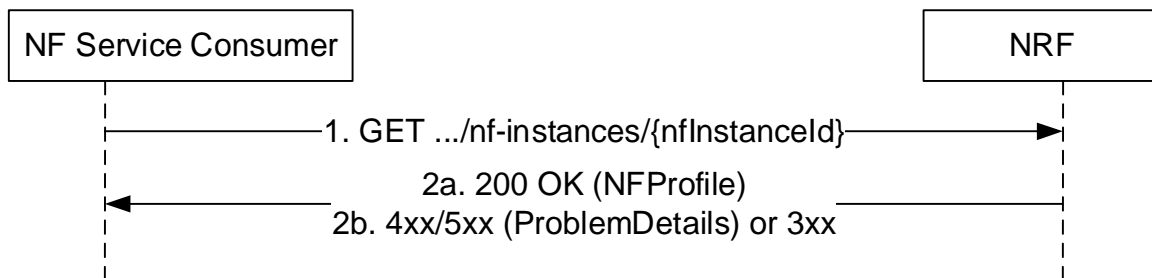 NF Service Consumer
NRF
1. GET .../nf-instances/{nfInstanceId}
2a. 200 OK (NFProfile)
2b. 4xx/5xx (ProblemDetails) or 3xx